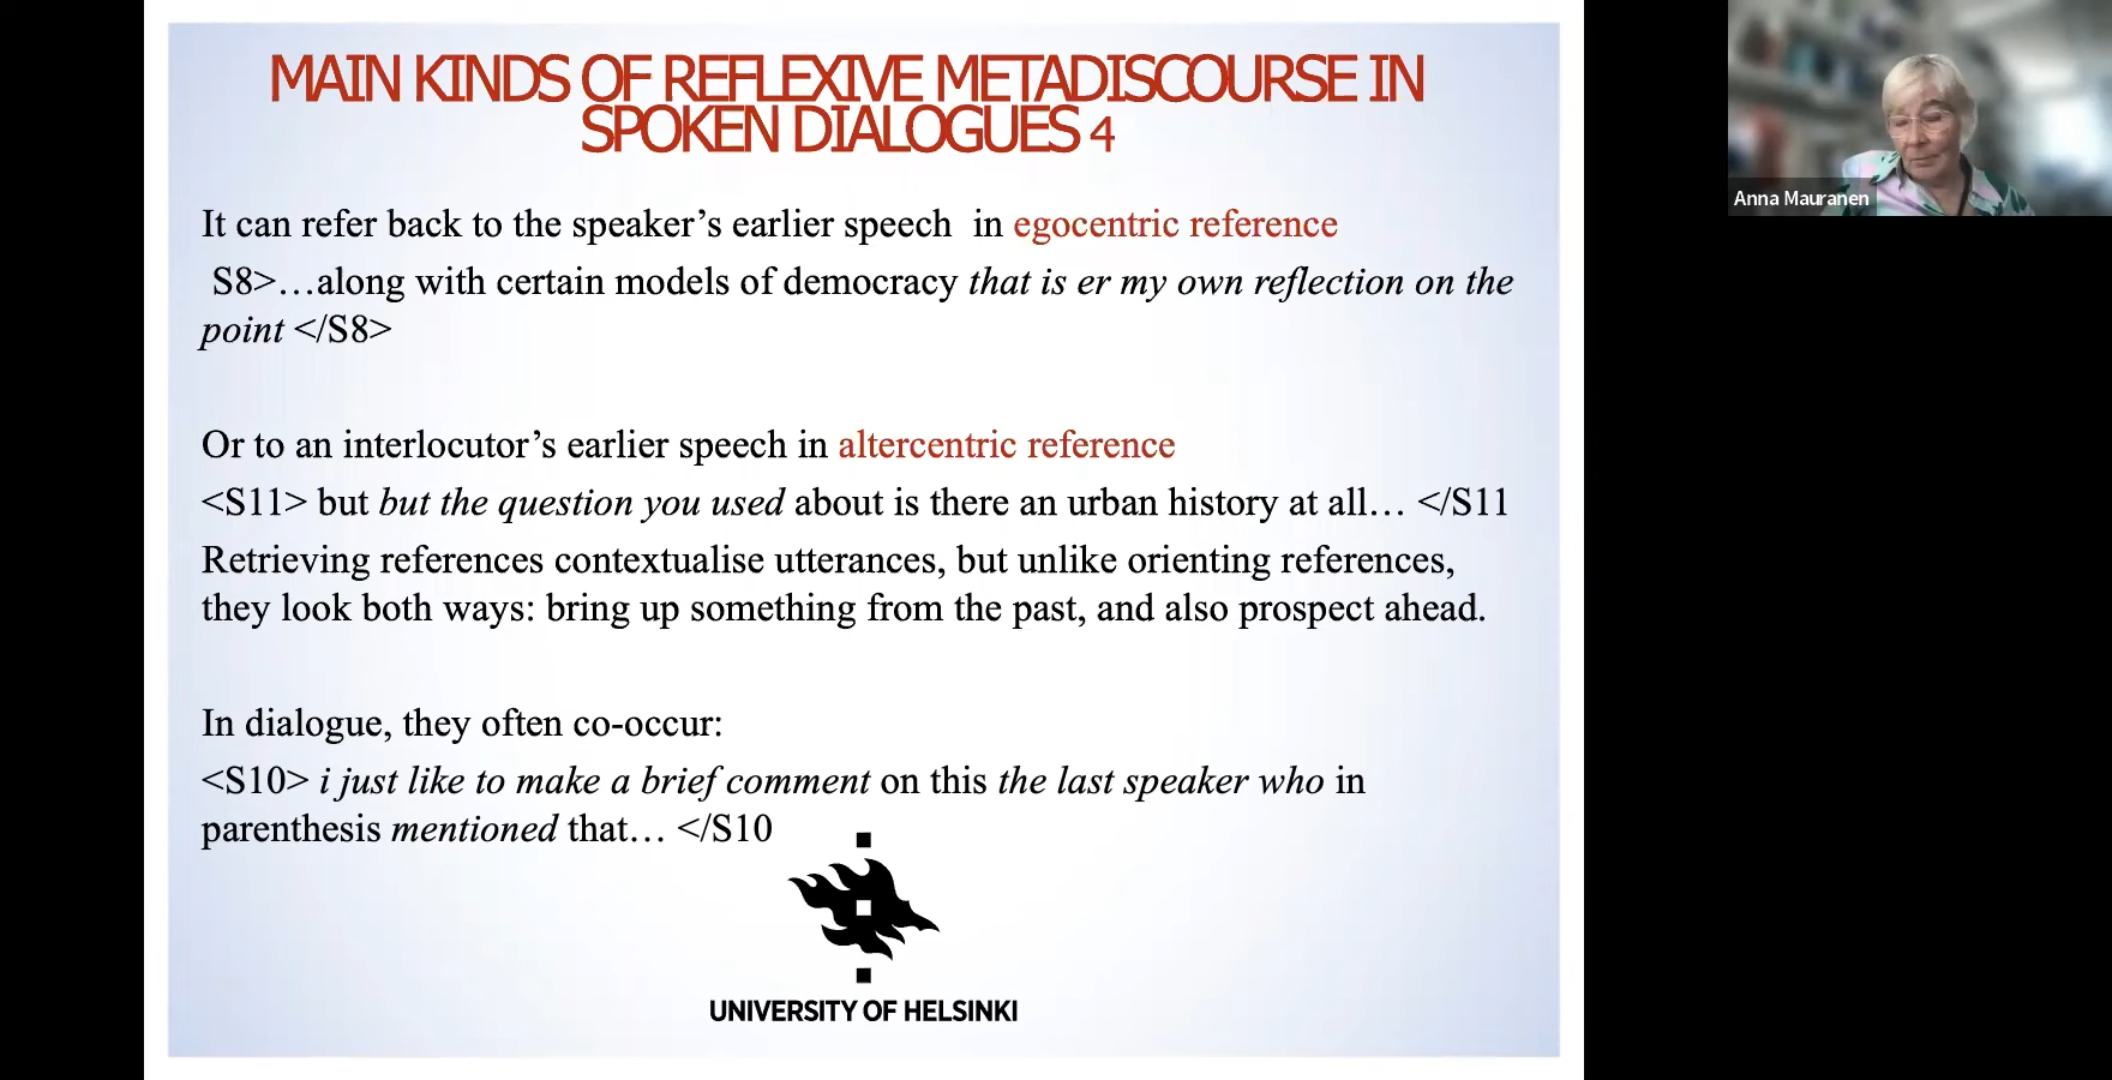 MAIN KINDS OF REFLEXIVE METADISCOURSE IN
SPOKEN DIALOGUES 4
It can refer back to the speaker’s earlier speech  in egocentric reference
S8>…along with certain models of democracy that is er my own reflection on the
point </S8>
Or to an interlocutor’s earlier speech in altercentric reference
<S11> but but the question you used about is there an urban history at all… </S11
Retrieving references contextualise utterances, but unlike orienting references,
they look both ways: bring up something from the past, and also prospect ahead.
In dialogue, they often co-occur:
<S10> i just like to make a brief comment on this the last speaker who in
parenthesis mentioned that… </S10
UNIVERSITY OF HELSINKI
Anna Mauranen